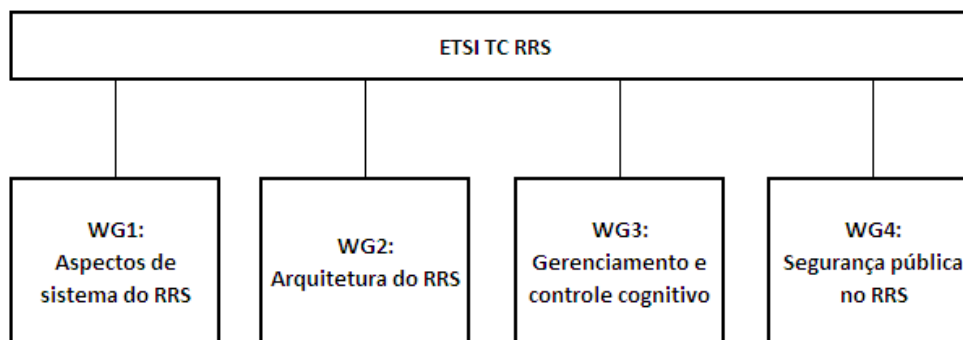 ETSI TC RRS
WG1:
Aspectos de
sistema do RRS
WG2:
Arquitetura do RRS
WG3:
Gerenciamento e
controle cognitivo
WG4:
Segurança pública
no RRS